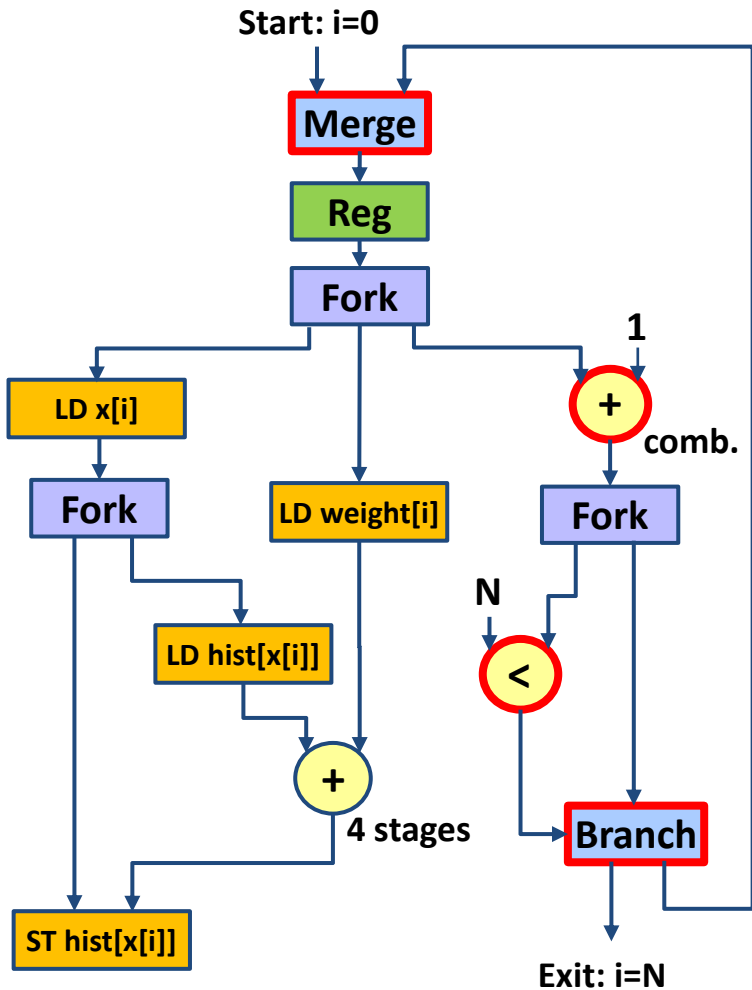 Start: i=0
Merge
Reg
Fork
1
LD x[i]
+
comb.
Fork
LD weight[i]
Fork
N
LD hist[x[i]]
<
+
4 stages
Branch
ST hist[x[i]]
Exit: i=N